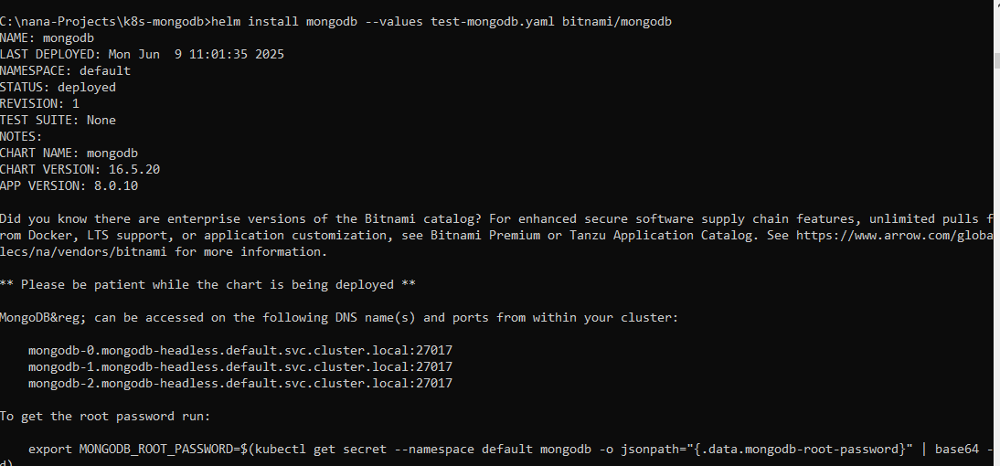 C:\nana-Projects\k8s-mongodb>helm install mongodb --values test-mongodb.yaml bitnami/mongodb
NAME: mongodb
LAST DEPLOYED: Mon Jun  9 11:01:35 2025
NAMESPACE: default
STATUS: deployed
REVISION: 1
TEST SUITE: None
NOTES:
CHART NAME: mongodb
CHART VERSION: 16.5.20
APP VERSION: 8.0.10
Did you know there are enterprise versions of the Bitnami catalog? For enhanced secure software supply chain features, unlimited pulls f
rom Docker, LTS support, or application customization, see Bitnami Premium or Tanzu Application Catalog. See https://www.arrow.com/globa
lecs/na/vendors/bitnami for more information.
** Please be patient while the chart is being deployed **
MongoDB&reg; can be accessed on the following DNS name(s) and ports from within your cluster:
mongodb-0.mongodb-headless.default.svc.cluster.local:27017
mongodb-1.mongodb-headless.default.svc.cluster.local:27017
mongodb-2.mongodb-headless.default.svc.cluster.local:27017
To get the root password run:
export MONGODB_ROOT_PASSWORD=$(kubectl get secret --namespace default mongodb -o jsonpath="{.data.mongodb-root-password}" | base64 -
d)